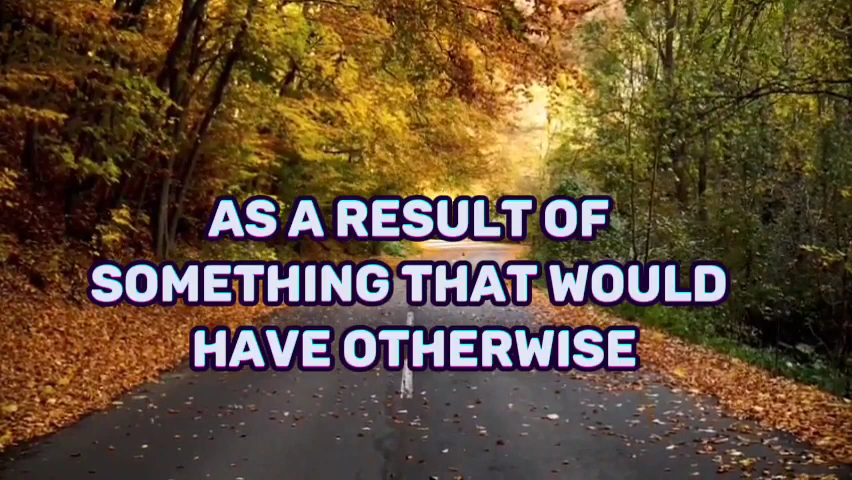 AS A RESULT OF
SOMETHING THAT WOULD
HAVE OTHERWISE